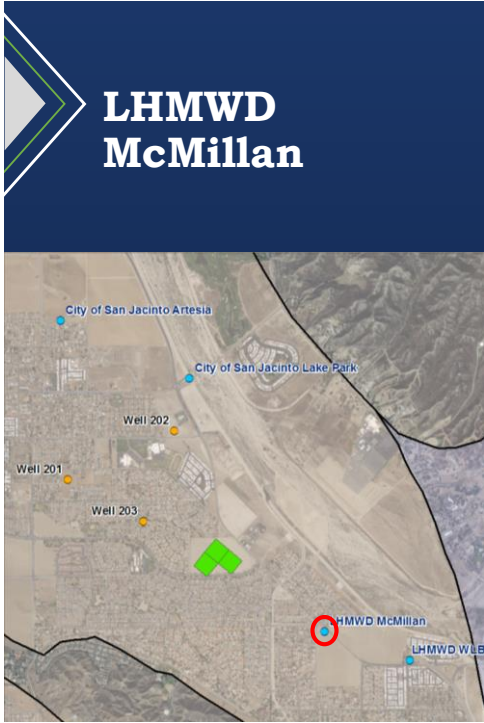 LHMWD
McMillan
City of San Jacinto Artesia
City of San Jacinto Lake Park
Well 202
Well 201
Well 203
LHMWD McMillan
LHMWD